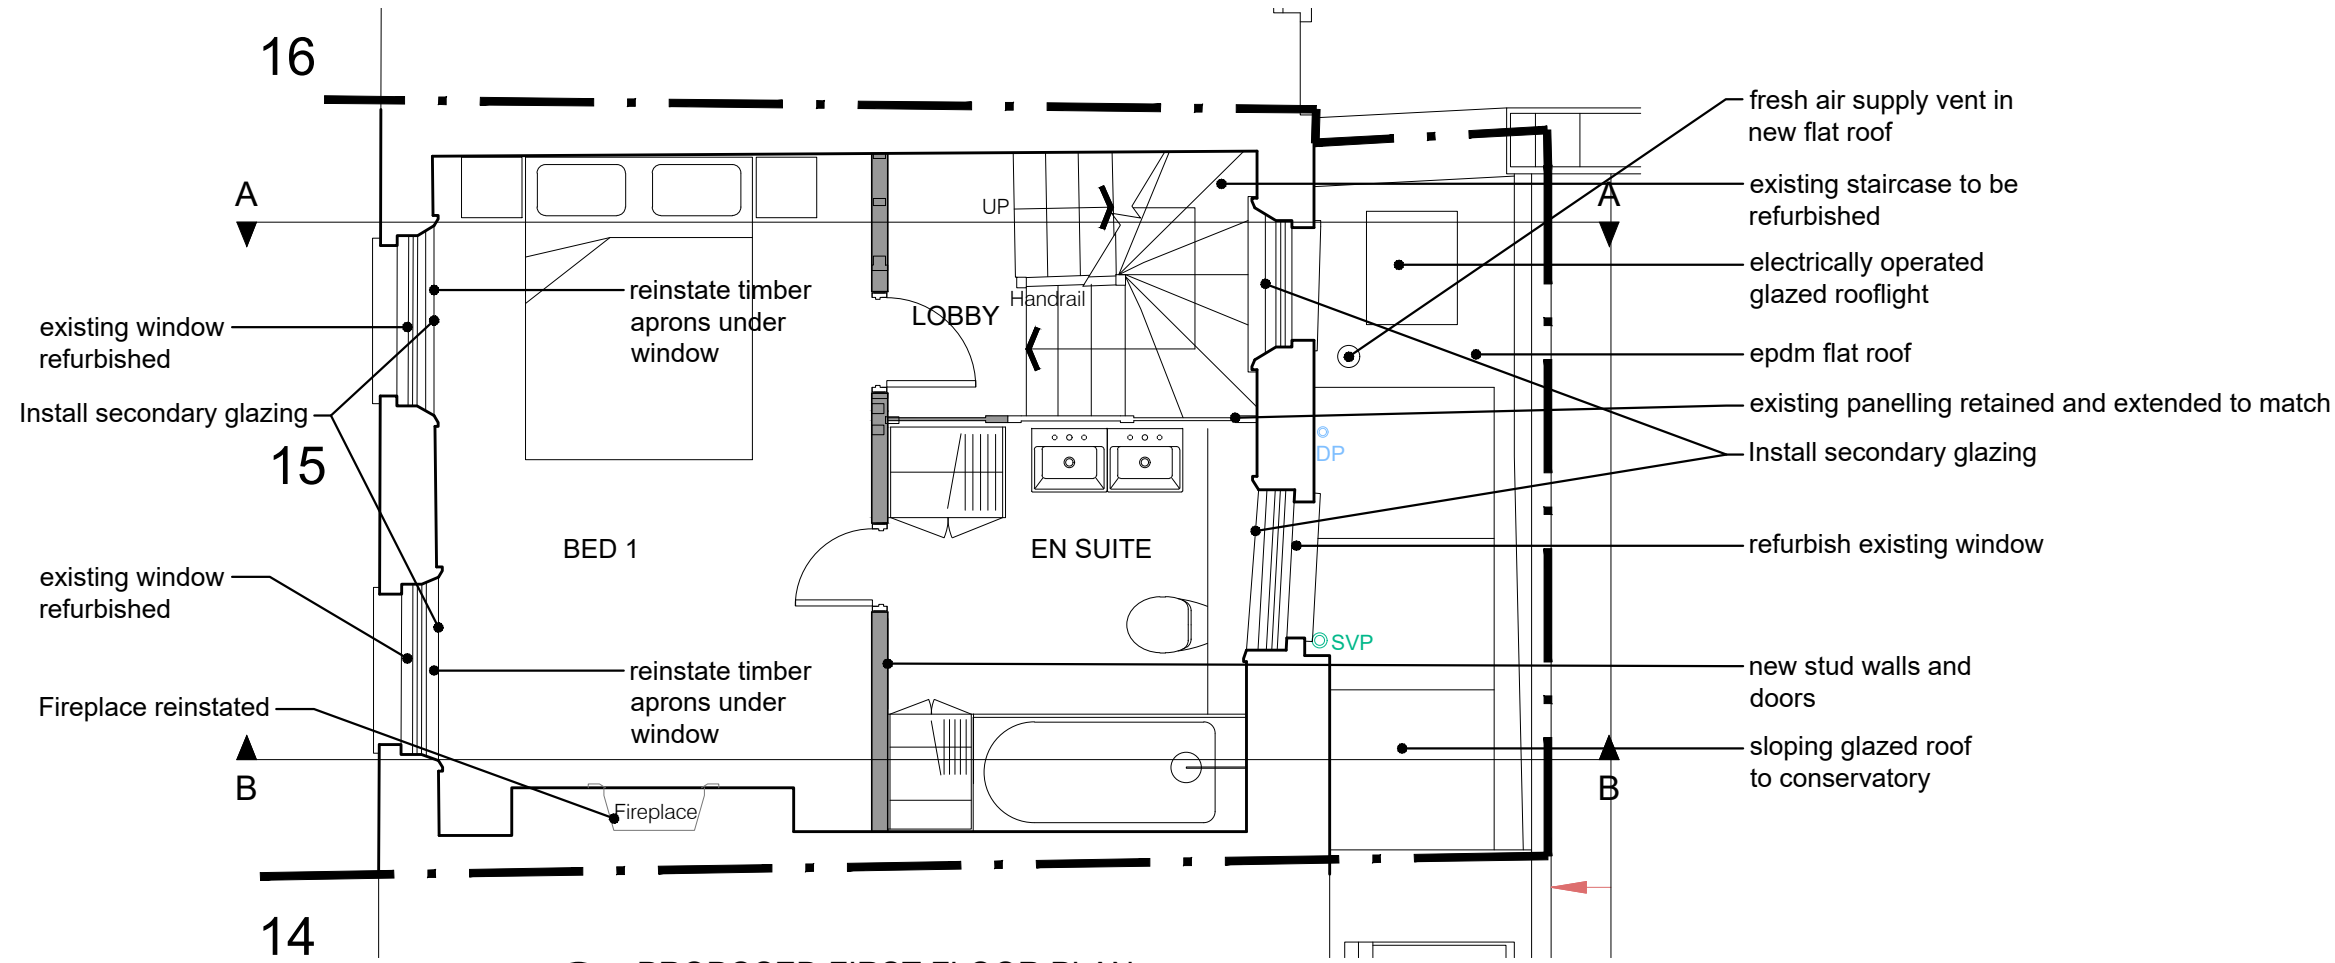 16
fresh air supply vent in
new flat roof
A
existing staircase to be
refurbished
A
UP
electrically operated
glazed rooflight
reinstate timber
aprons under
window
Handrail
LOBBY
existing window
refurbished
epdm flat roof
Install secondary glazing
existing panelling retained and extended to match
15
DP
Install secondary glazing
BED 1
EN SUITE
refurbish existing window
existing window
refurbished
SVP
reinstate timber
aprons under
window
new stud walls and
doors
Fireplace reinstated
sloping glazed roof
to conservatory
B
B
Fireplace
14
PROPOSED FIRST FLOOR PLAN